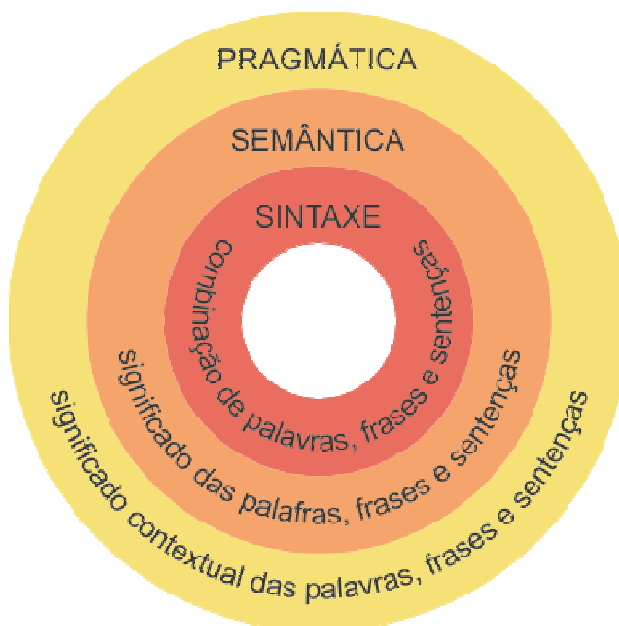 PRAGMÁTICA
SEMÂNTICA
SINTAXE
combinação de palavras, frases e sentenças
significado das palafras, frases e sentenças
significado contextual das palavras, frases e sentenças